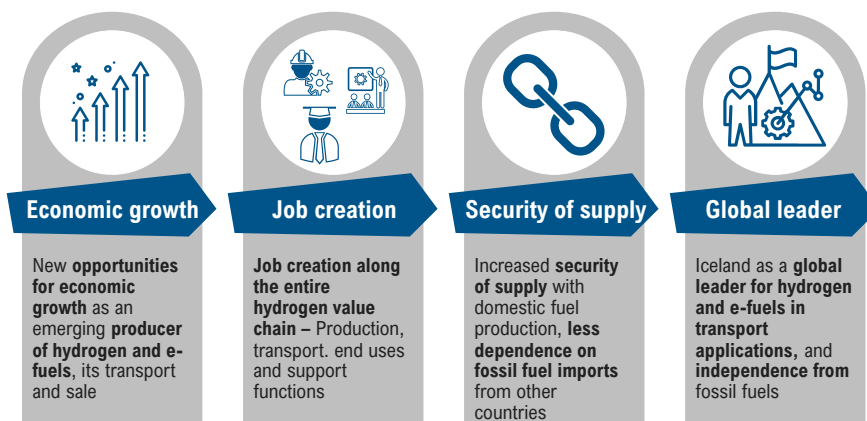 Economic growth
New opportunities
for economic
growth as an
emerging producer
of hydrogen and e-
fuels, its transport
and sale
Job creation
Job creation along
the entire
hydrogen value
chain – Production,
transport. end uses
and support
functions
Security of supply
Increased security
of supply with
domestic fuel
production, less
dependence on
fossil fuel imports
from other
countries
Global leader
Iceland as a global
leader for hydrogen
and e-fuels in
transport
applications, and
independence from
fossil fuels